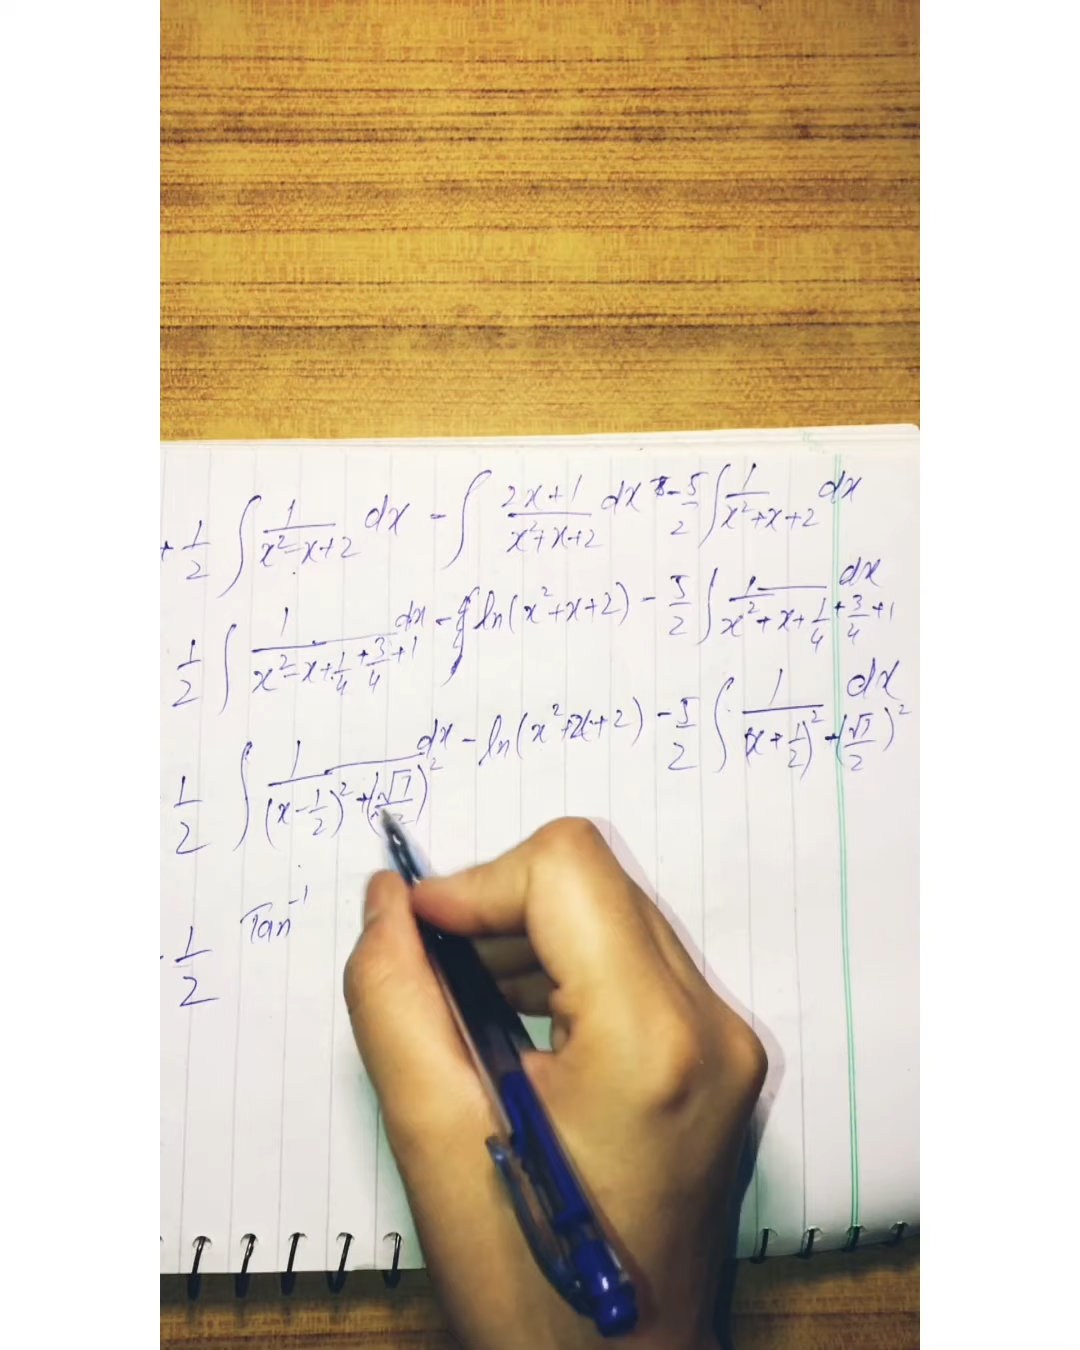 + 1/2 ∫ 1/(x²-x+2) dx - ∫ (2x+1)/(x²+x+2) dx - 5/2 ∫ 1/(x²+x+2) dx
1/2 ∫ 1/(x²-x+1/4+3/4+1) dx - ln(x²+x+2) - 5/2 ∫ 1/(x²+x+1/4+3/4+1) dx
1/2 ∫ 1/((x-1/2)²+(√7/2)²) dx - ln(x²+x+2) - 5/2 ∫ 1/((x+1/2)²+(√7/2)²) dx
1/2 Tan⁻¹